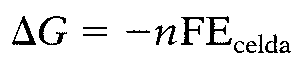 ΔG = −nFE_celda